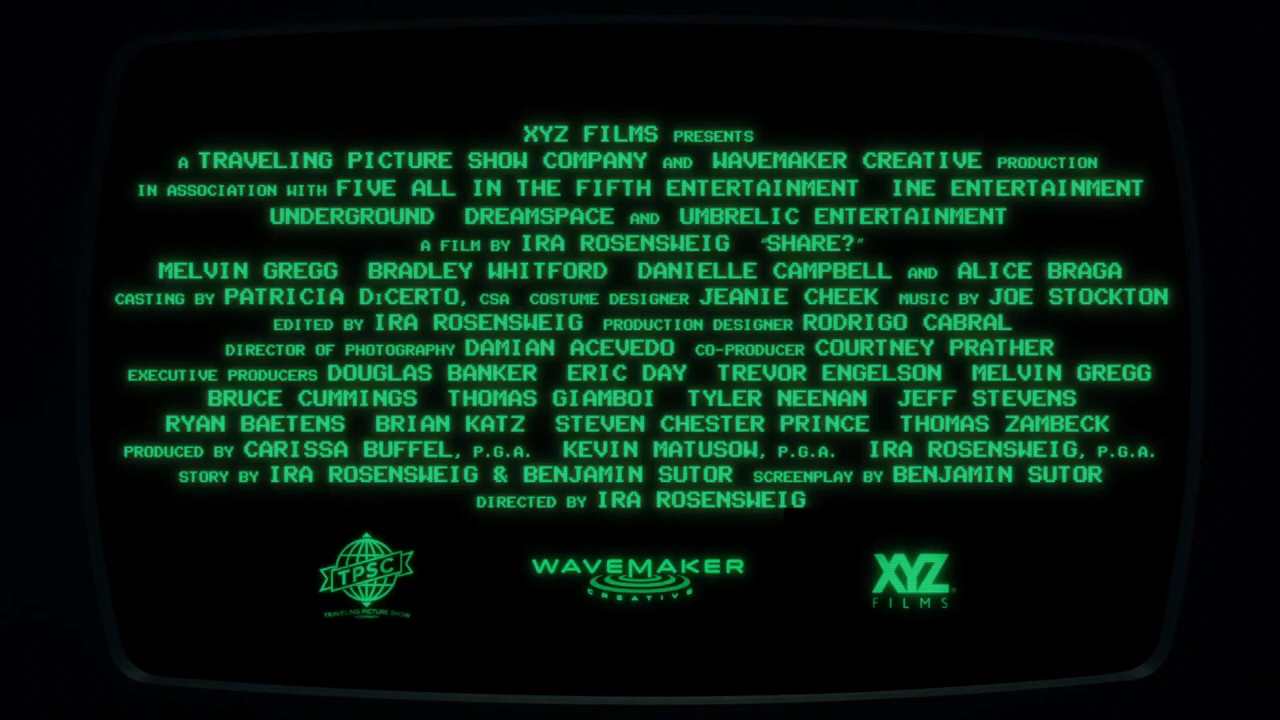 XYZ FILMS PRESENTS
A TRAVELING PICTURE SHOW COMPANY AND WAVEMAKER CREATIVE PRODUCTION
IN ASSOCIATION WITH FIVE ALL IN THE FIFTH ENTERTAINMENT INE ENTERTAINMENT
UNDERGROUND DREAMSPACE AND UMBRELIC ENTERTAINMENT
A FILM BY IRA ROSENSWEIG "SHARE?"
MELVIN GREGG BRADLEY WHITFORD DANIELLE CAMPBELL AND ALICE BRAGA
CASTING BY PATRICIA DiCERTO, CSA COSTUME DESIGNER JEANIE CHEEK MUSIC BY JOE STOCKTON
EDITED BY IRA ROSENSWEIG PRODUCTION DESIGNER RODRIGO CABRAL
DIRECTOR OF PHOTOGRAPHY DAMIAN ACEVEDO CO-PRODUCER COURTNEY PRATHER
EXECUTIVE PRODUCERS DOUGLAS BANKER ERIC DAY TREVOR ENGELSON MELVIN GREGG
BRUCE CUMMINGS THOMAS GIAMBOI TYLER NEENAN JEFF STEVENS
RYAN BAETENS BRIAN KATZ STEVEN CHESTER PRINCE THOMAS ZAMBECK
PRODUCED BY CARISSA BUFFEL, P.G.A. KEVIN MATUSOW, P.G.A. IRA ROSENSWEIG, P.G.A.
STORY BY IRA ROSENSWEIG & BENJAMIN SUTOR SCREENPLAY BY BENJAMIN SUTOR
DIRECTED BY IRA ROSENSWEIG
TPSC
TRAVELING PICTURE SHOW
WAVEMAKER
CREATIVE
XYZ
FILMS